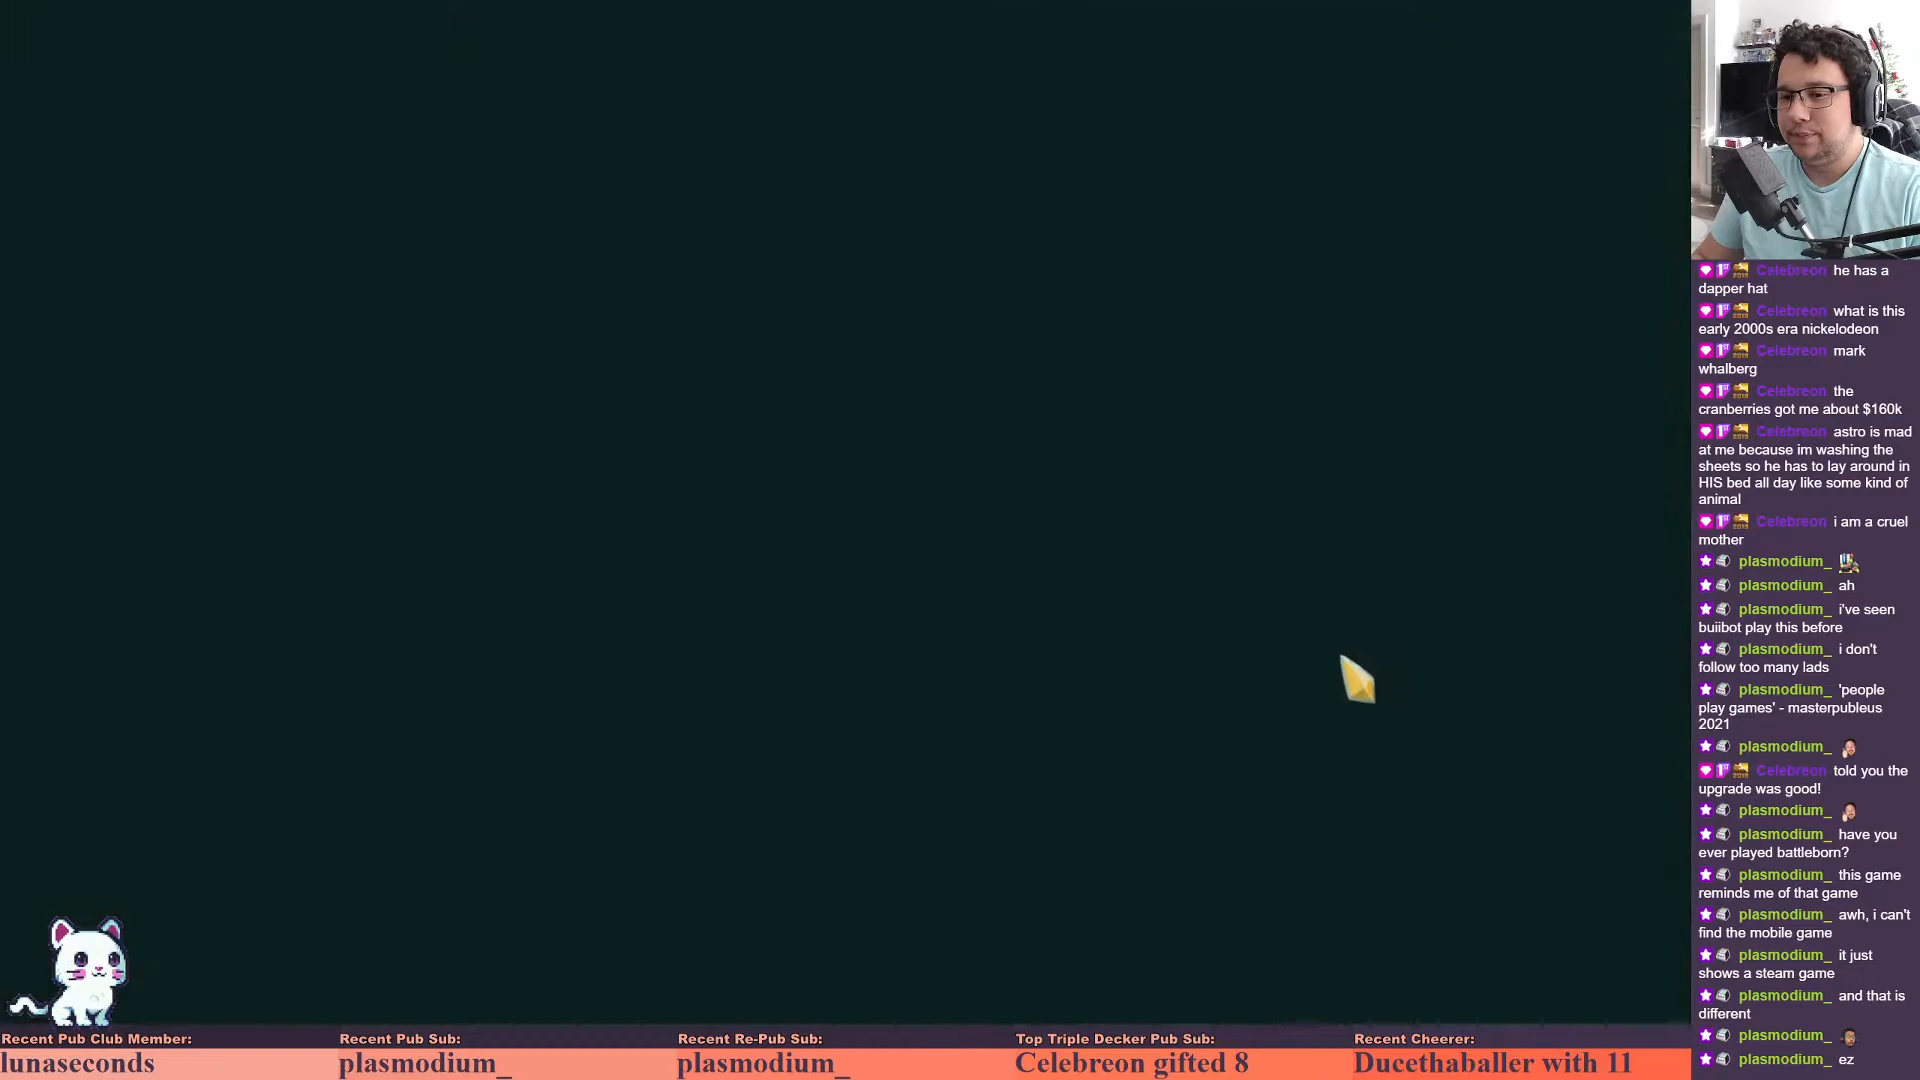 Celebreon he has a
dapper hat
Celebreon what is this
early 2000s era nickelodeon
Celebreon mark
whalberg
Celebreon the
cranberries got me about $160k
Celebreon astro is mad
at me because im washing the
sheets so he has to lay around in
HIS bed all day like some kind of
animal
Celebreon i am a cruel
mother
plasmodium_
plasmodium_ ah
plasmodium_ i've seen
buiibot play this before
plasmodium_ i don't
follow too many lads
plasmodium_ 'people
play games' - masterpubleus
2021
plasmodium_
Celebreon told you the
upgrade was good!
plasmodium_
plasmodium_ have you
ever played battleborn?
plasmodium_ this game
reminds me of that game
plasmodium_ awh, i can't
find the mobile game
plasmodium_ it just
shows a steam game
plasmodium_ and that is
different
plasmodium_
plasmodium_ ez
Recent Pub Club Member:
lunaseconds
Recent Pub Sub:
plasmodium_
Recent Re-Pub Sub:
plasmodium_
Top Triple Decker Pub Sub:
Celebreon gifted 8
Recent Cheerer:
Ducethaballer with 11